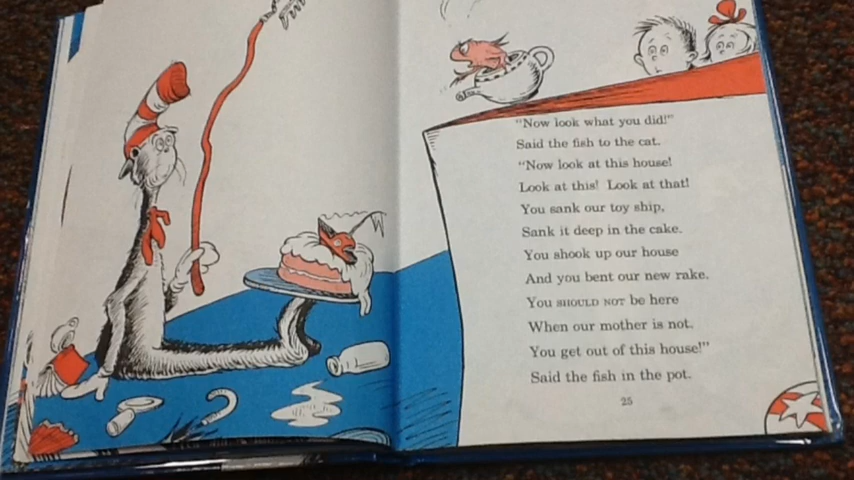 "Now look what you did!"
Said the fish to the cat.
"Now look at this house!
Look at this! Look at that!
You sank our toy ship,
Sank it deep in the cake.
You shook up our house
And you bent our new rake.
You SHOULD NOT be here
When our mother is not.
You get out of this house!"
Said the fish in the pot.
25